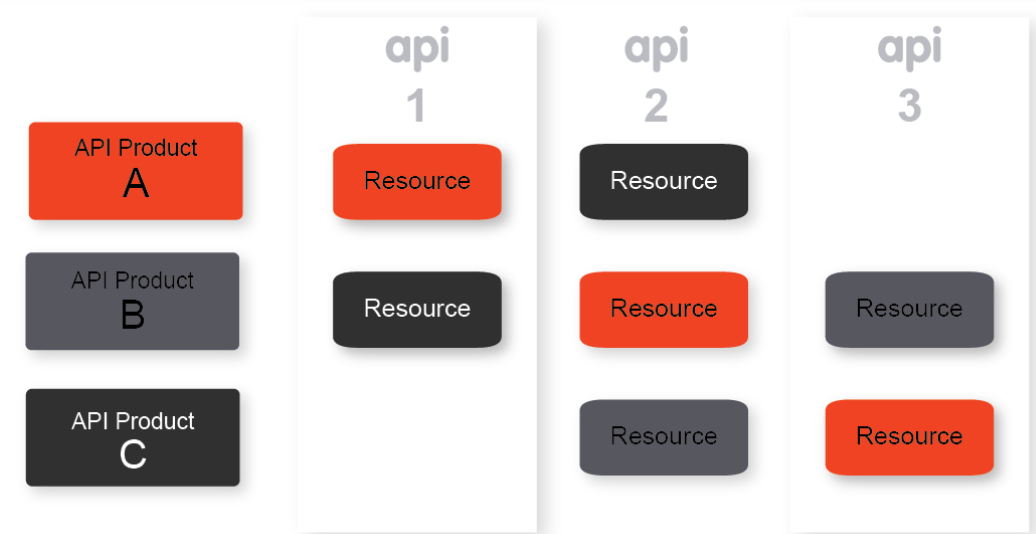 api
1
api
2
api
3
API Product
A
Resource
Resource
API Product
B
Resource
Resource
Resource
API Product
C
Resource
Resource